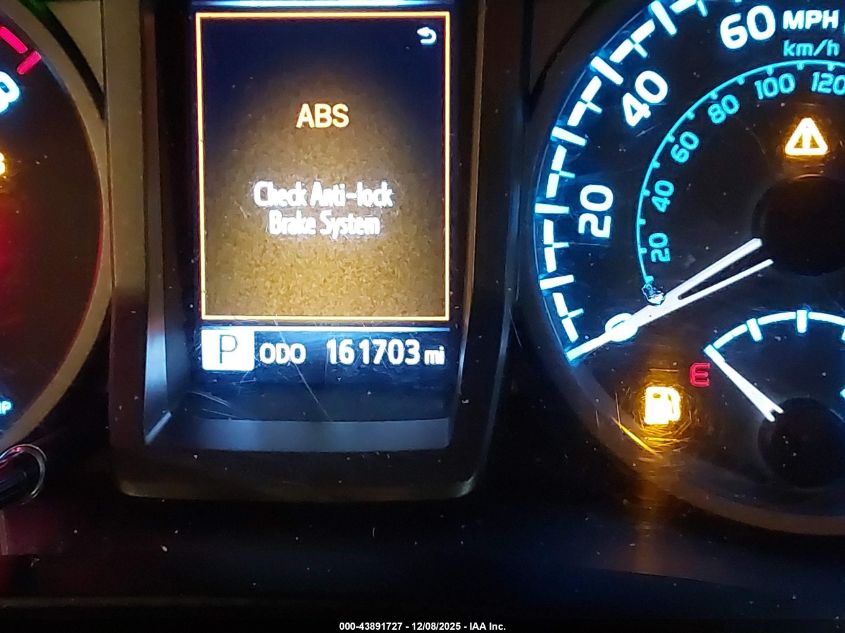 ABS
Check Anti-lock
Brake System
P ODO 161703 mi
60 MPH
km/h
40
20
120
100
80
60
40
20
0
E
000-43891727 - 12/08/2025 - IAA Inc.